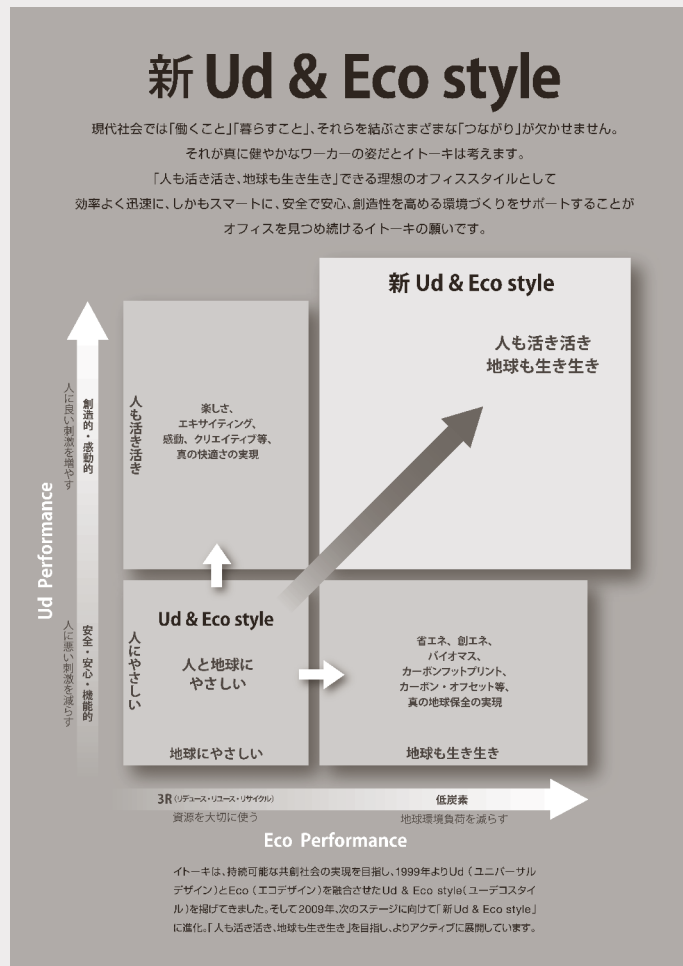 新 Ud & Eco style
現代社会では「働くこと」「暮らすこと」、それらを結ぶさまざまな「つながり」が欠かせません。
それが真に健やかなワーカーの姿だとイトーキは考えます。
「人も活き活き、地球も生き生き」できる理想のオフィススタイルとして
効率よく迅速に、しかもスマートに、安全で安心、創造性を高める環境づくりをサポートすることが
オフィスを見つめ続けるイトーキの願いです。
新 Ud & Eco style
人も活き活き
地球も生き生き
Ud Performance
人に良い刺激を増やす
創造的・感動的
人も活き活き
楽しさ、
エキサイティング、
感動、クリエイティブ等、
真の快適さの実現
人に悪い刺激を減らす
安全・安心・機能的
人にやさしい
Ud & Eco style
人と地球に
やさしい
地球にやさしい
省エネ、創エネ、
バイオマス、
カーボンフットプリント、
カーボン・オフセット等、
真の地球保全の実現
地球も生き生き
3R（リデュース・リユース・リサイクル）
資源を大切に使う
低炭素
地球環境負荷を減らす
Eco Performance
イトーキは、持続可能な共創社会の実現を目指し、1999年よりUd（ユニバーサル
デザイン）とEco（エコデザイン）を融合させたUd & Eco style（ユーデコスタイ
ル）を掲げてきました。そして2009年、次のステージに向けて「新Ud & Eco style」
に進化。「人も活き活き、地球も生き生き」を目指し、よりアクティブに展開しています。